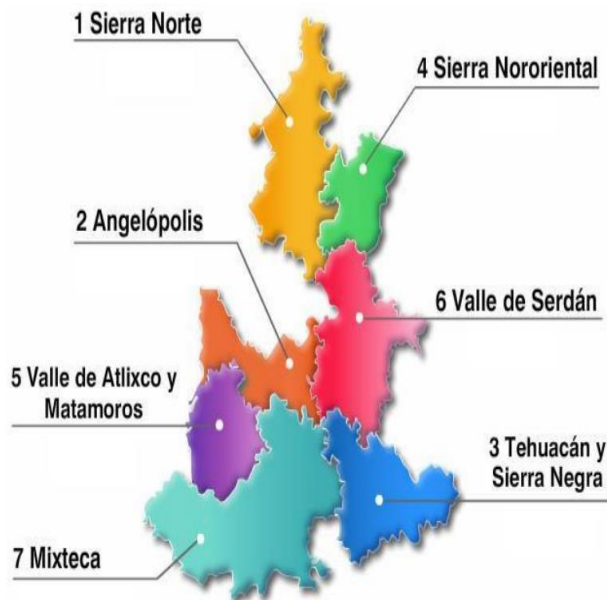 1 Sierra Norte
4 Sierra Nororiental
2 Angelópolis
6 Valle de Serdán
5 Valle de Atlixco y
Matamoros
3 Tehuacán y
Sierra Negra
7 Mixteca